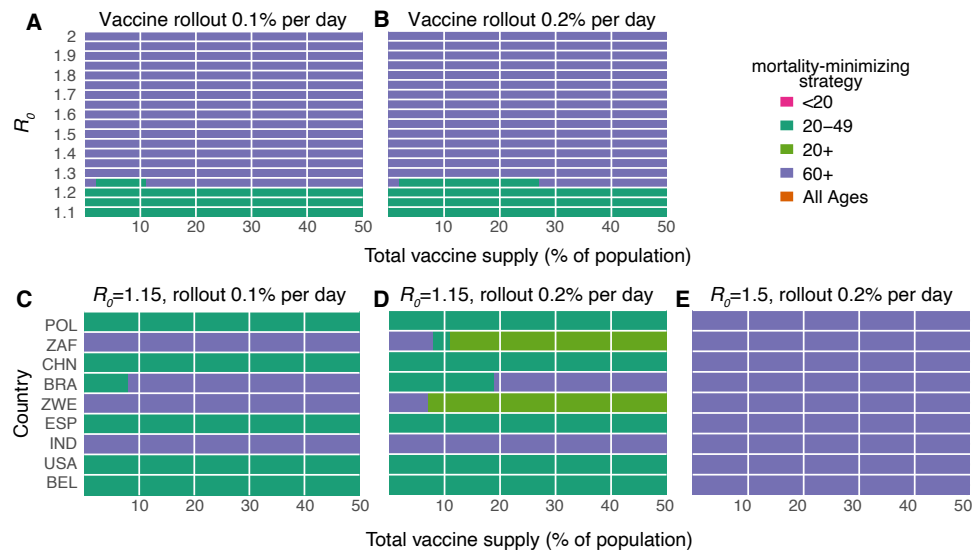 A
Vaccine rollout 0.1% per day
B
Vaccine rollout 0.2% per day
R0
2
1.9
1.8
1.7
1.6
1.5
1.4
1.3
1.2
1.1
10 20 30 40 50
10 20 30 40 50
Total vaccine supply (% of population)
mortality-minimizing
strategy
<20
20−49
20+
60+
All Ages
C
R0=1.15, rollout 0.1% per day
D
R0=1.15, rollout 0.2% per day
E
R0=1.5, rollout 0.2% per day
Country
POL
ZAF
CHN
BRA
ZWE
ESP
IND
USA
BEL
10 20 30 40 50
10 20 30 40 50
10 20 30 40 50
Total vaccine supply (% of population)